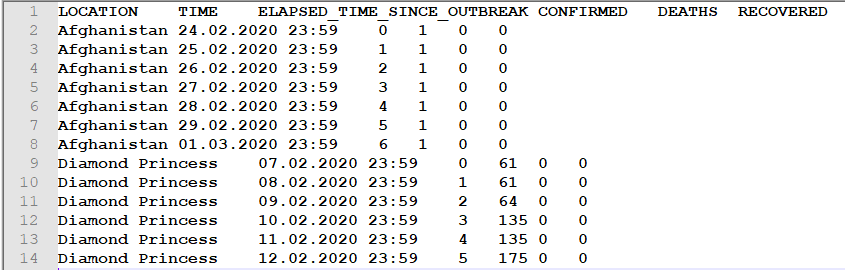 1 LOCATION TIME ELAPSED_TIME_SINCE_OUTBREAK CONFIRMED DEATHS RECOVERED
2 Afghanistan 24.02.2020 23:59 0 1 0 0
3 Afghanistan 25.02.2020 23:59 1 1 0 0
4 Afghanistan 26.02.2020 23:59 2 1 0 0
5 Afghanistan 27.02.2020 23:59 3 1 0 0
6 Afghanistan 28.02.2020 23:59 4 1 0 0
7 Afghanistan 29.02.2020 23:59 5 1 0 0
8 Afghanistan 01.03.2020 23:59 6 1 0 0
9 Diamond Princess 07.02.2020 23:59 0 61 0 0
10 Diamond Princess 08.02.2020 23:59 1 61 0 0
11 Diamond Princess 09.02.2020 23:59 2 64 0 0
12 Diamond Princess 10.02.2020 23:59 3 135 0 0
13 Diamond Princess 11.02.2020 23:59 4 135 0 0
14 Diamond Princess 12.02.2020 23:59 5 175 0 0